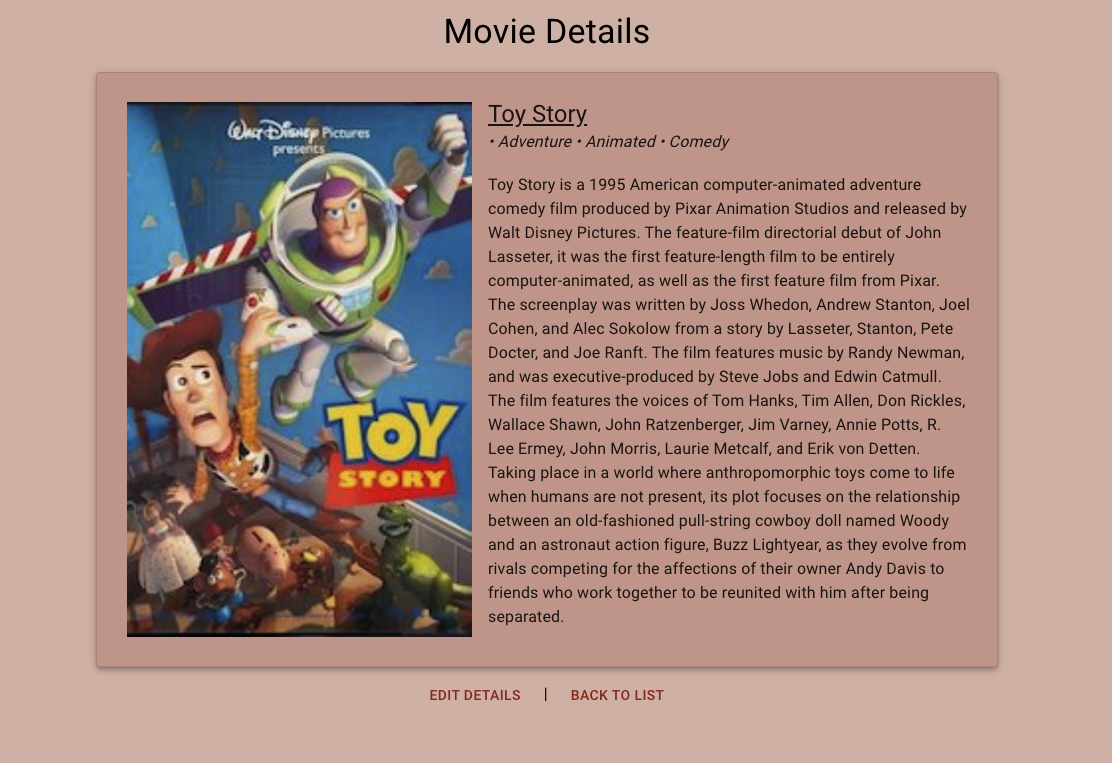 Movie Details
Walt Disney Pictures
presents
TOY
STORY
Toy Story
• Adventure • Animated • Comedy
Toy Story is a 1995 American computer-animated adventure
comedy film produced by Pixar Animation Studios and released by
Walt Disney Pictures. The feature-film directorial debut of John
Lasseter, it was the first feature-length film to be entirely
computer-animated, as well as the first feature film from Pixar.
The screenplay was written by Joss Whedon, Andrew Stanton, Joel
Cohen, and Alec Sokolow from a story by Lasseter, Stanton, Pete
Docter, and Joe Ranft. The film features music by Randy Newman,
and was executive-produced by Steve Jobs and Edwin Catmull.
The film features the voices of Tom Hanks, Tim Allen, Don Rickles,
Wallace Shawn, John Ratzenberger, Jim Varney, Annie Potts, R.
Lee Ermey, John Morris, Laurie Metcalf, and Erik von Detten.
Taking place in a world where anthropomorphic toys come to life
when humans are not present, its plot focuses on the relationship
between an old-fashioned pull-string cowboy doll named Woody
and an astronaut action figure, Buzz Lightyear, as they evolve from
rivals competing for the affections of their owner Andy Davis to
friends who work together to be reunited with him after being
separated.
EDIT DETAILS | BACK TO LIST